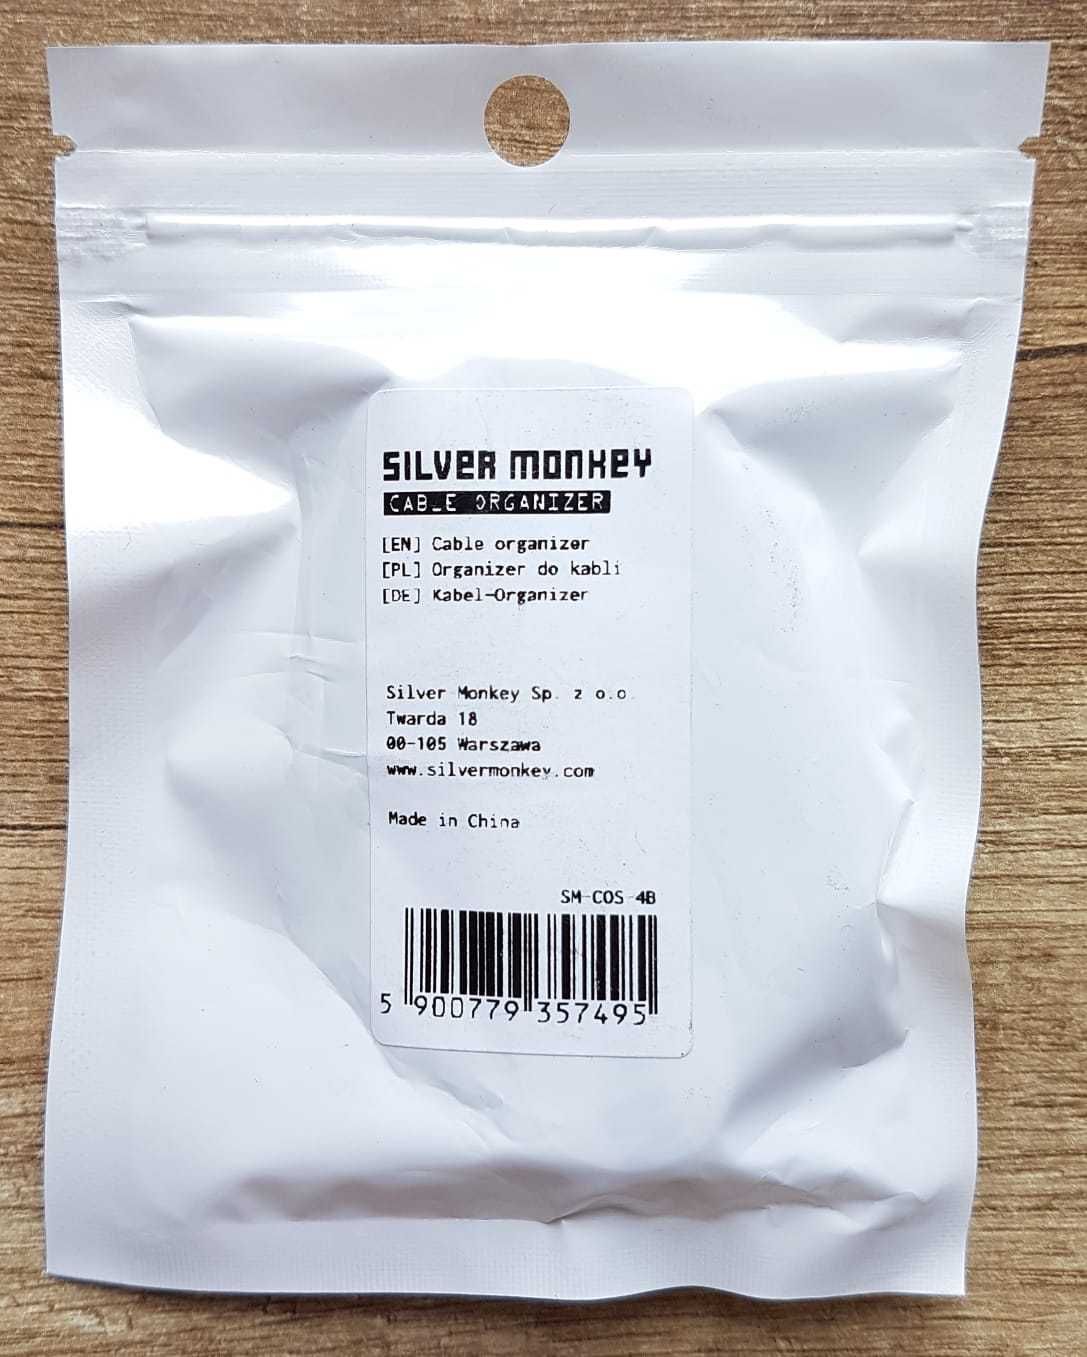 SILVER MONKEY
CABLE ORGANIZER
[EN] Cable organizer
[PL] Organizer do kabli
[DE] Kabel-Organizer
Silver Monkey Sp. z o.o.
Twarda 18
00-105 Warszawa
www.silvermonkey.com
Made in China
SM-COS-4B
5 900779 357495